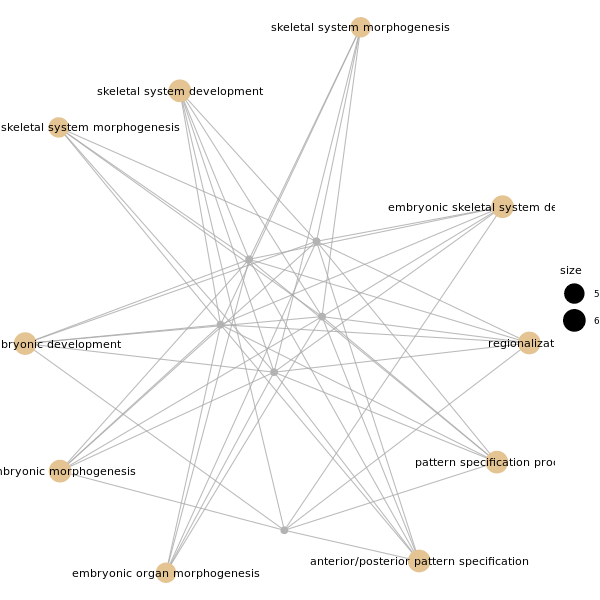 skeletal system morphogenesis
skeletal system development
skeletal system morphogenesis
embryonic skeletal system de
size
5
6
bryonic development
regionalizat
pattern specification proc
mbryonic morphogenesis
anterior/posterior pattern specification
embryonic organ morphogenesis